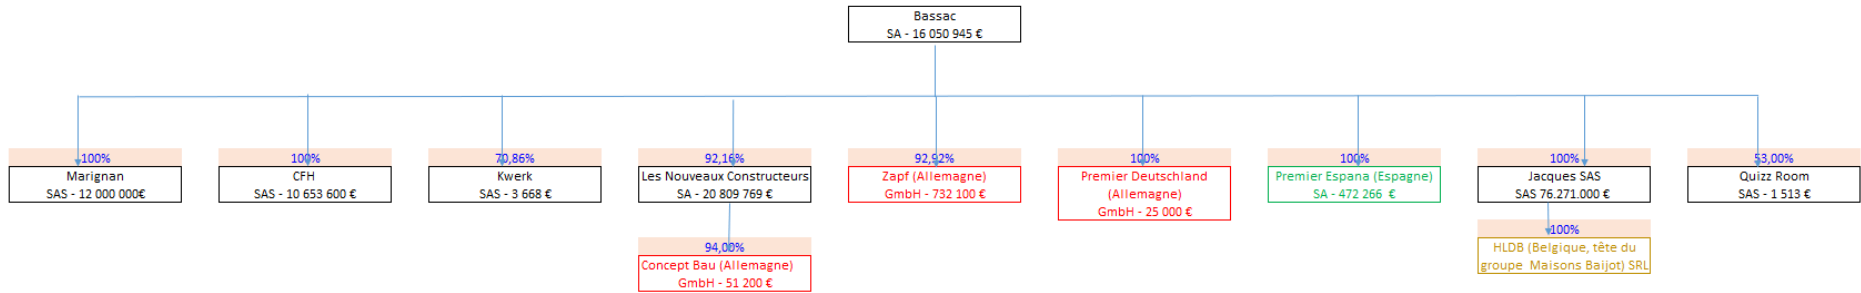 Bassac
SA - 16 050 945 €
100%
Marignan
SAS - 12 000 000€
100%
CFH
SAS - 10 653 600 €
70,86%
Kwerk
SAS - 3 668 €
92,16%
Les Nouveaux Constructeurs
SA - 20 809 769 €
92,92%
Zapf (Allemagne)
GmbH - 732 100 €
100%
Premier Deutschland
(Allemagne)
GmbH - 25 000 €
100%
Premier Espana (Espagne)
SA - 472 266 €
100%
Jacques SAS
SAS 76.271.000 €
53,00%
Quizz Room
SAS - 1 513 €
94,00%
Concept Bau (Allemagne)
GmbH - 51 200 €
100%
HLDB (Belgique, tête du
groupe Maisons Baijot) SRL